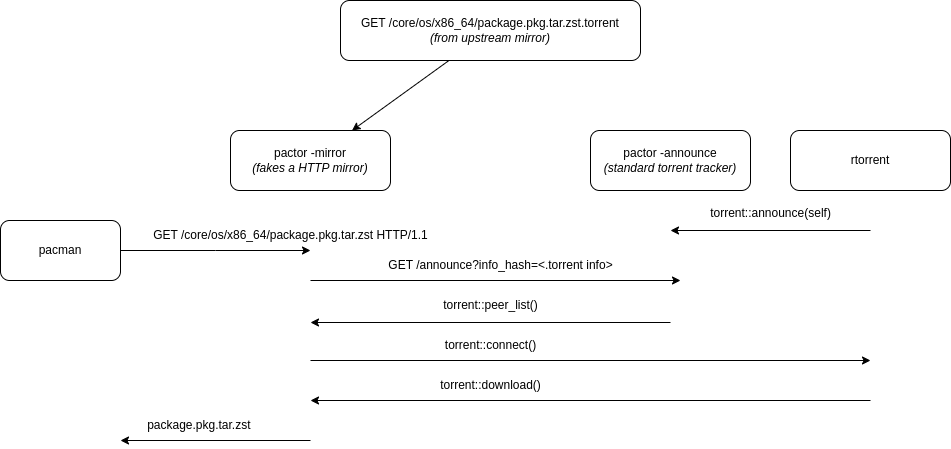 GET /core/os/x86_64/package.pkg.tar.zst.torrent
(from upstream mirror)
pactor -mirror
(fakes a HTTP mirror)
pactor -announce
(standard torrent tracker)
rtorrent
torrent::announce(self)
pacman
GET /core/os/x86_64/package.pkg.tar.zst HTTP/1.1
GET /announce?info_hash=<.torrent info>
torrent::peer_list()
torrent::connect()
torrent::download()
package.pkg.tar.zst